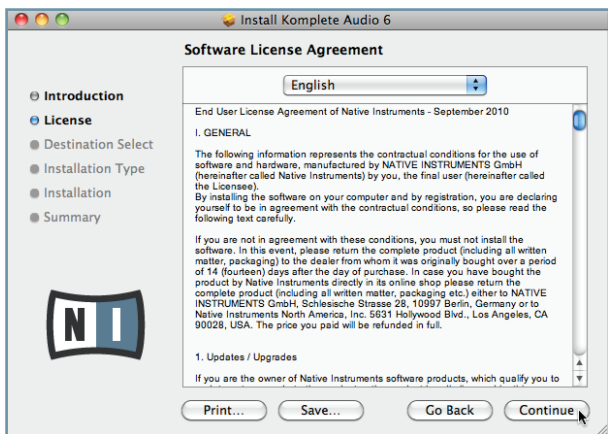 Install Komplete Audio 6
Software License Agreement
English
Introduction
License
Destination Select
Installation Type
Installation
Summary
NI
End User License Agreement of Native Instruments - September 2010
I. GENERAL
The following information represents the contractual conditions for the use of
software and hardware, manufactured by NATIVE INSTRUMENTS GmbH
(hereinafter called Native Instruments) by you, the final user (hereinafter called
the Licensee).
By installing the software on your computer and by registration, you are declaring
yourself to be in agreement with the contractual conditions, so please read the
following text carefully.
If you are not in agreement with these conditions, you must not install the
software. In this event, please return the complete product (including all written
matter, packaging) to the dealer from whom it was originally bought over a period
of 14 (fourteen) days after the day of purchase. In case you have bought the
product by Native Instruments directly in its online shop please return the
complete product (including all written matter, packaging etc.) either to NATIVE
INSTRUMENTS GmbH, Schlesische Strasse 28, 10997 Berlin, Germany or to
Native Instruments North America, Inc. 5631 Hollywood Blvd., Los Angeles, CA
90028, USA. The price you paid will be refunded in full.
1. Updates / Upgrades
If you are the owner of Native Instruments software products, which qualify you to
Print...
Save...
Go Back
Continue